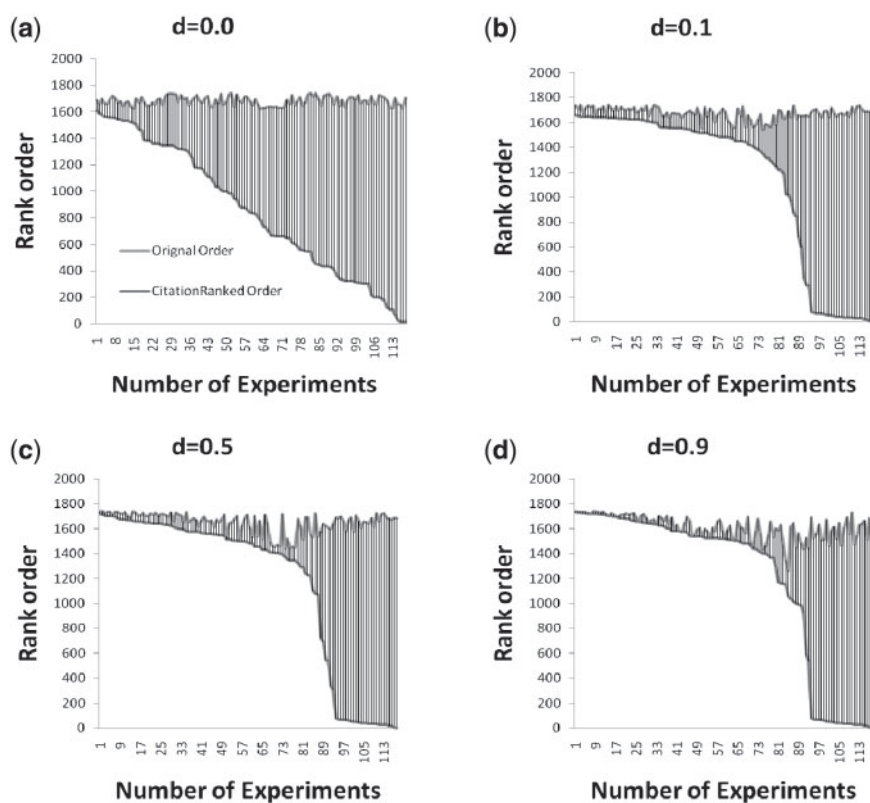 (a) d=0.0
2000
1800
1600
1400
1200
1000
800
600
400
200
0
Rank order
Orignal Order
CitationRanked Order
1 8 15 22 29 36 43 50 57 64 71 78 85 92 99 106 113
Number of Experiments
(b) d=0.1
2000
1800
1600
1400
1200
1000
800
600
400
200
0
Rank order
1 9 17 25 33 41 49 57 65 73 81 89 97 105 113
Number of Experiments
(c) d=0.5
2000
1800
1600
1400
1200
1000
800
600
400
200
0
Rank order
1 9 17 25 33 41 49 57 65 73 81 89 97 105 113
Number of Experiments
(d) d=0.9
2000
1800
1600
1400
1200
1000
800
600
400
200
0
Rank order
1 9 17 25 33 41 49 57 65 73 81 89 97 105 113
Number of Experiments